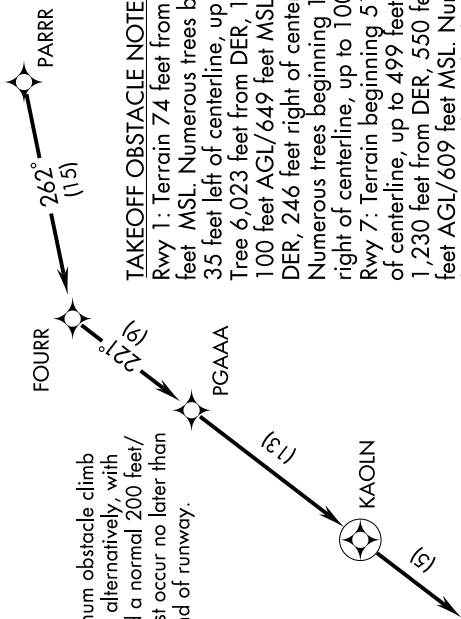 PARRR
262°
(15)
FOURR
221°
(9)
PGAAA
(13)
KAOLN
(5)
num obstacle climb
alternatively, with
d a normal 200 feet/
st occur no later than
nd of runway.
TAKEOFF OBSTACLE NOTE
Rwy 1: Terrain 74 feet from
feet MSL. Numerous trees b
35 feet left of centerline, up
Tree 6,023 feet from DER, 1
100 feet AGL/649 feet MSL
DER, 246 feet right of center
Numerous trees beginning 1
right of centerline, up to 100
Rwy 7: Terrain beginning 57
of centerline, up to 499 feet
1,230 feet from DER, 550 fe
feet AGL/609 feet MSL. Nu